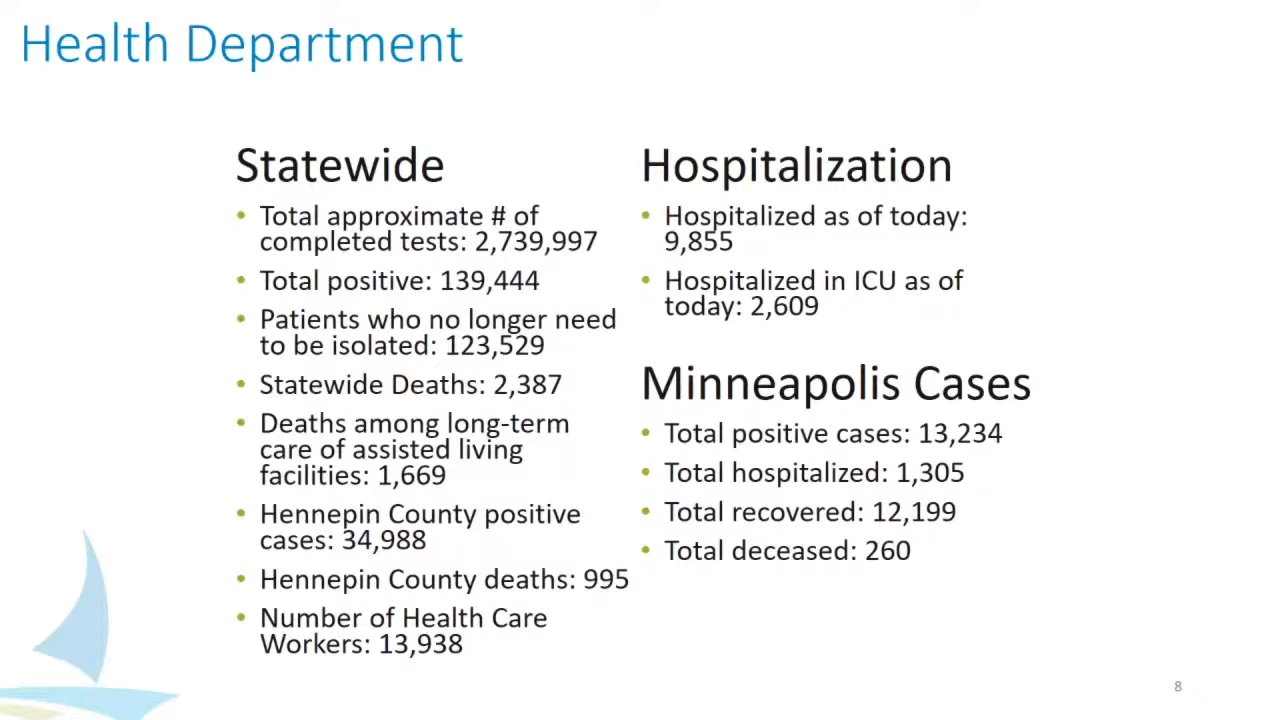 Health Department
Statewide
• Total approximate # of
completed tests: 2,739,997
• Total positive: 139,444
• Patients who no longer need
to be isolated: 123,529
• Statewide Deaths: 2,387
• Deaths among long-term
care of assisted living
facilities: 1,669
• Hennepin County positive
cases: 34,988
• Hennepin County deaths: 995
• Number of Health Care
Workers: 13,938
Hospitalization
• Hospitalized as of today:
9,855
• Hospitalized in ICU as of
today: 2,609
Minneapolis Cases
• Total positive cases: 13,234
• Total hospitalized: 1,305
• Total recovered: 12,199
• Total deceased: 260
8